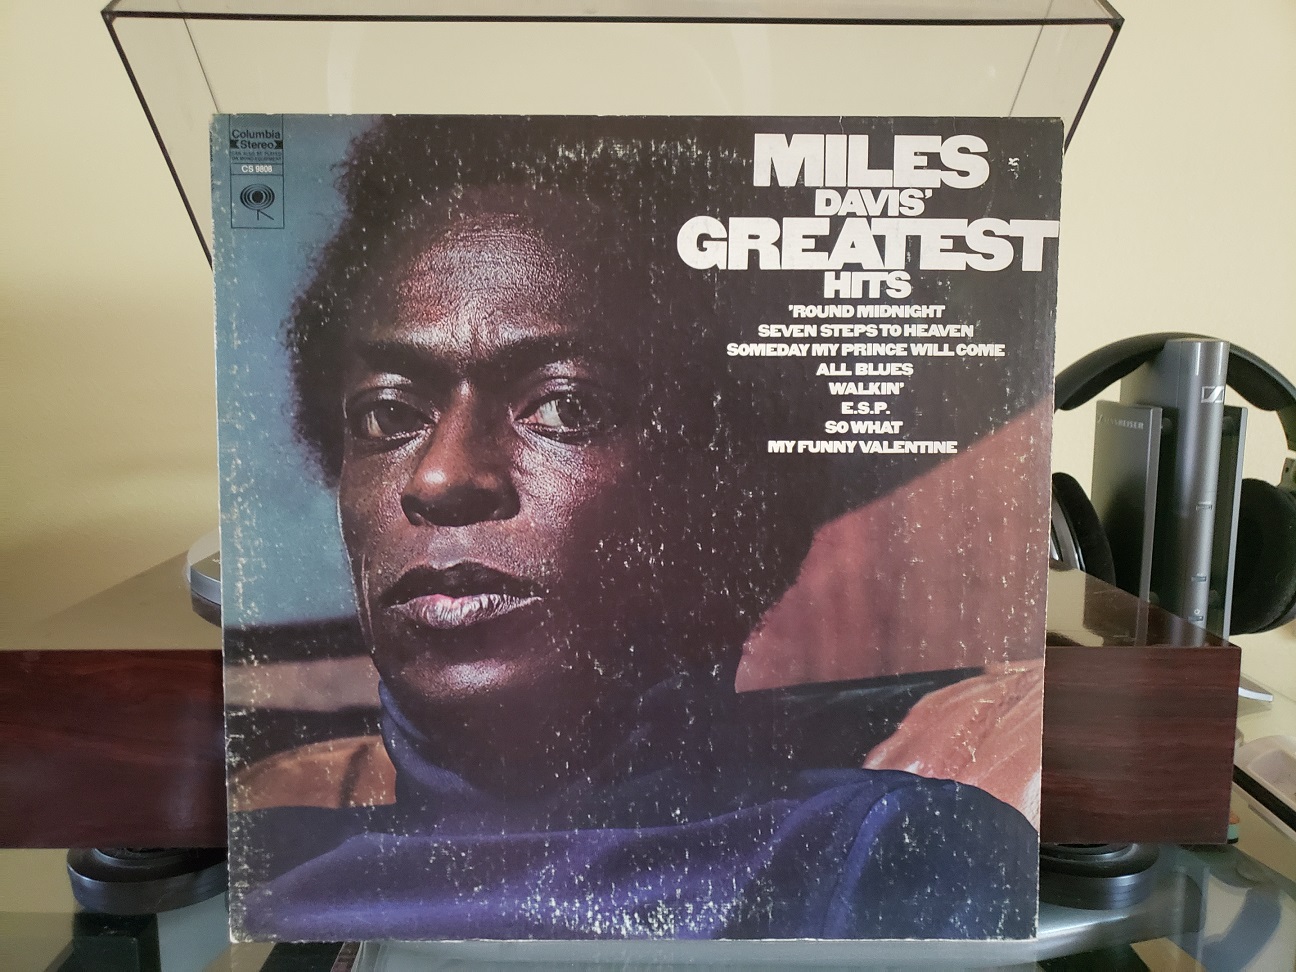 Columbia
Stereo
CS 9808
MILES
DAVIS'
GREATEST
HITS
'ROUND MIDNIGHT
SEVEN STEPS TO HEAVEN
SOMEDAY MY PRINCE WILL COME
ALL BLUES
WALKIN'
E.S.P.
SO WHAT
MY FUNNY VALENTINE
SENNHEISER